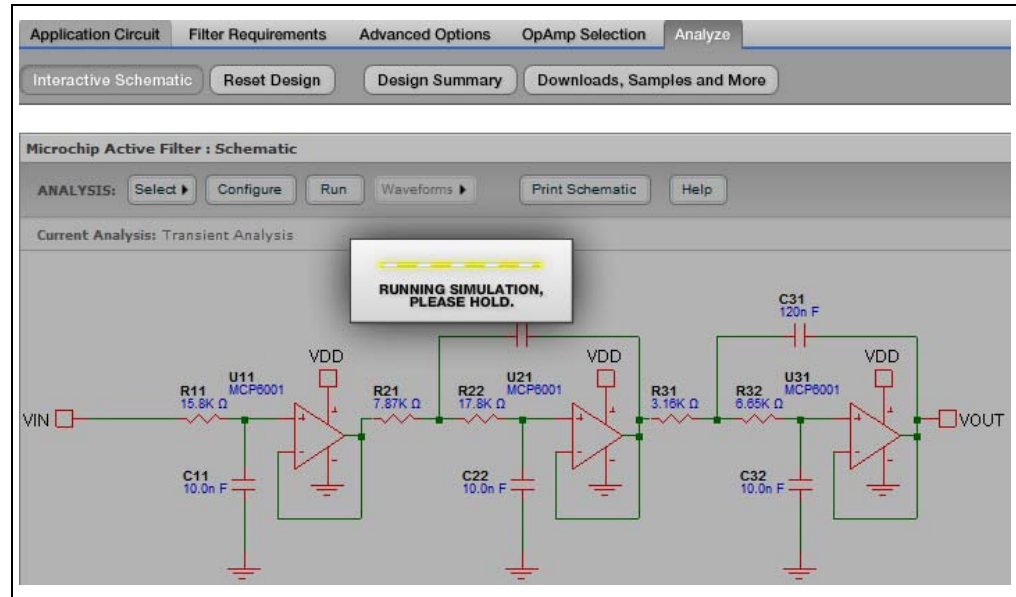 Application Circuit Filter Requirements Advanced Options OpAmp Selection Analyze
Interactive Schematic Reset Design Design Summary Downloads, Samples and More
Microchip Active Filter : Schematic
ANALYSIS: Select Configure Run Waveforms Print Schematic Help
Current Analysis: Transient Analysis
RUNNING SIMULATION,
PLEASE HOLD.
C31
120n F
VDD VDD VDD
U11 U21 U31
R11 MCP6001 R21 R22 MCP6001 R31 R32 MCP6001
15.8K Ω 7.87K Ω 17.8K Ω 3.16K Ω 6.65K Ω
VIN VOUT
C11 C22 C32
10.0n F 10.0n F 10.0n F